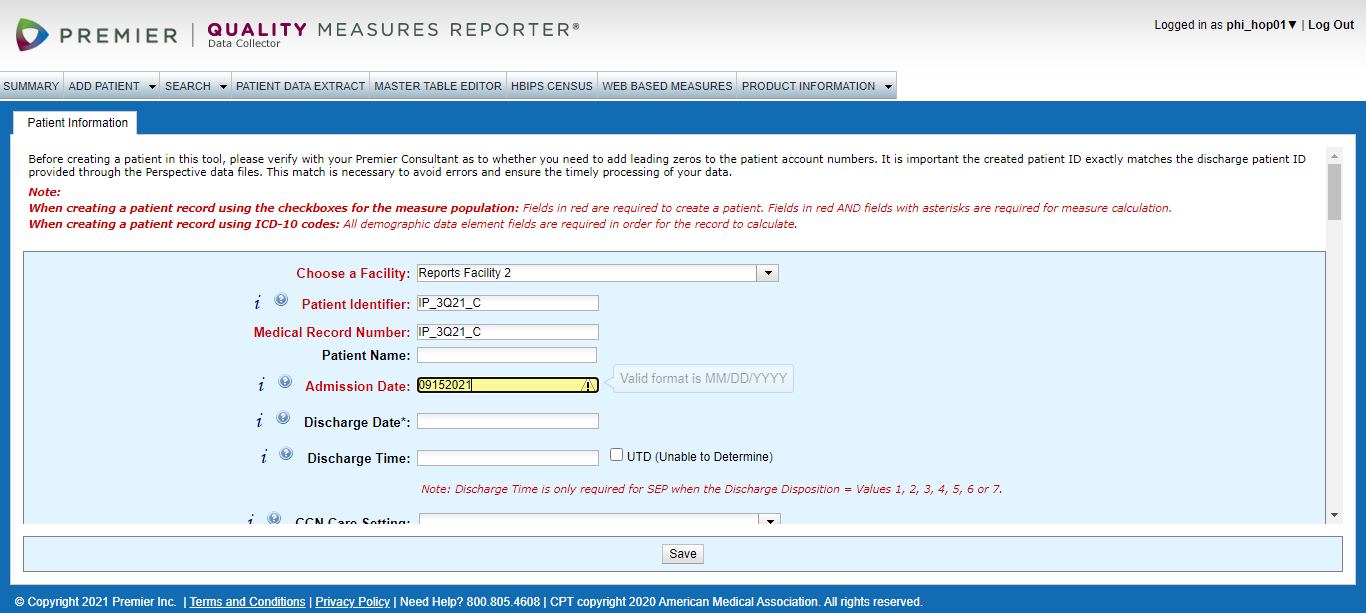 PREMIER | QUALITY MEASURES REPORTER®
Data Collector
Logged in as phi_hop01▼ | Log Out
SUMMARY ADD PATIENT SEARCH PATIENT DATA EXTRACT MASTER TABLE EDITOR HBIPS CENSUS WEB BASED MEASURES PRODUCT INFORMATION
Patient Information
Before creating a patient in this tool, please verify with your Premier Consultant as to whether you need to add leading zeros to the patient account numbers. It is important the created patient ID exactly matches the discharge patient ID
provided through the Perspective data files. This match is necessary to avoid errors and ensure the timely processing of your data.
Note:
When creating a patient record using the checkboxes for the measure population: Fields in red are required to create a patient. Fields in red AND fields with asterisks are required for measure calculation.
When creating a patient record using ICD-10 codes: All demographic data element fields are required in order for the record to calculate.
Choose a Facility: Reports Facility 2
i ? Patient Identifier: IP_3Q21_C
Medical Record Number: IP_3Q21_C
Patient Name:
i ? Admission Date: 09152021 Valid format is MM/DD/YYYY
i ? Discharge Date*:
i ? Discharge Time: UTD (Unable to Determine)
Note: Discharge Time is only required for SEP when the Discharge Disposition = Values 1, 2, 3, 4, 5, 6 or 7.
i ? CCN Care Setting:
Save
© Copyright 2021 Premier Inc. | Terms and Conditions | Privacy Policy | Need Help? 800.805.4608 | CPT copyright 2020 American Medical Association. All rights reserved.